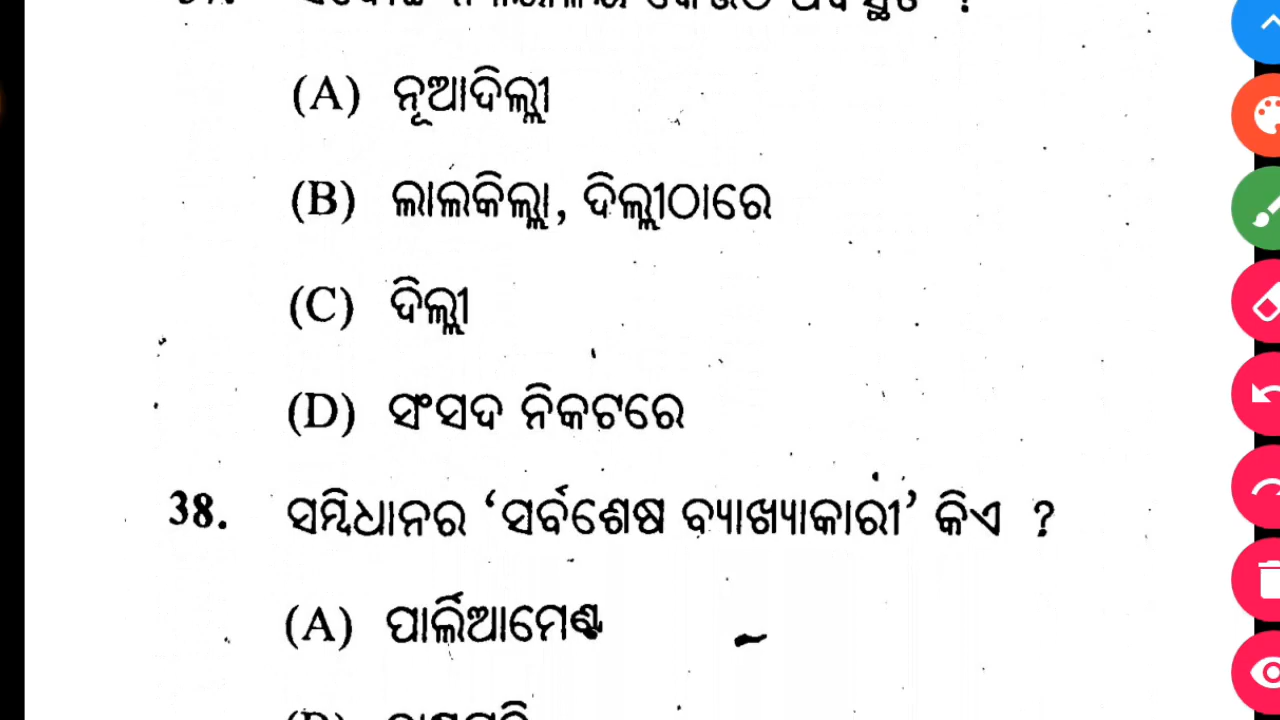 (A) ନୂଆଦିଲ୍ଲୀ
(B) ଲାଲକିଲ୍ଲା, ଦିଲ୍ଲୀଠାରେ
(C) ଦିଲ୍ଲୀ
(D) ସଂସଦ ନିକଟରେ
38. ସମ୍ବିଧାନର ‘ସର୍ବଶେଷ ବ୍ୟାଖ୍ୟାକାରୀ’ କିଏ ?
(A) ପାର୍ଲିଆମେଣ୍ଟ